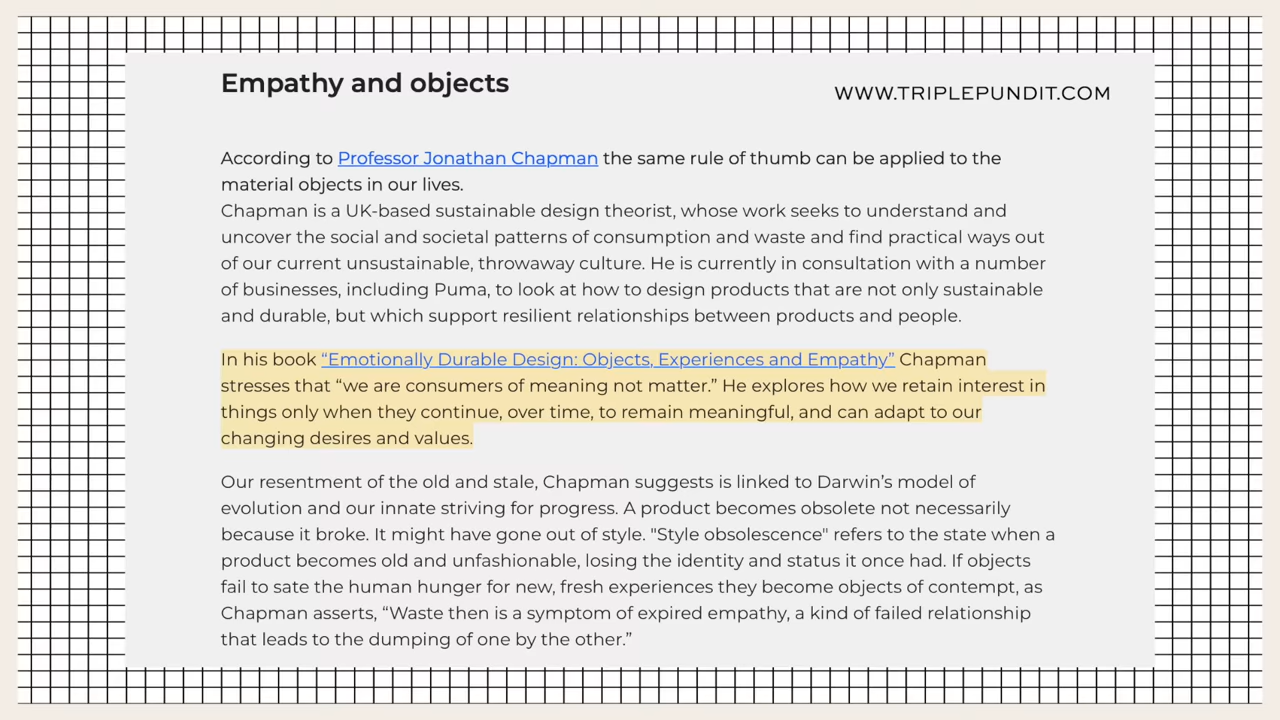 Empathy and objects
WWW.TRIPLEPUNDIT.COM
According to Professor Jonathan Chapman the same rule of thumb can be applied to the
material objects in our lives.
Chapman is a UK-based sustainable design theorist, whose work seeks to understand and
uncover the social and societal patterns of consumption and waste and find practical ways out
of our current unsustainable, throwaway culture. He is currently in consultation with a number
of businesses, including Puma, to look at how to design products that are not only sustainable
and durable, but which support resilient relationships between products and people.
In his book “Emotionally Durable Design: Objects, Experiences and Empathy” Chapman
stresses that “we are consumers of meaning not matter.” He explores how we retain interest in
things only when they continue, over time, to remain meaningful, and can adapt to our
changing desires and values.
Our resentment of the old and stale, Chapman suggests is linked to Darwin’s model of
evolution and our innate striving for progress. A product becomes obsolete not necessarily
because it broke. It might have gone out of style. "Style obsolescence" refers to the state when a
product becomes old and unfashionable, losing the identity and status it once had. If objects
fail to sate the human hunger for new, fresh experiences they become objects of contempt, as
Chapman asserts, “Waste then is a symptom of expired empathy, a kind of failed relationship
that leads to the dumping of one by the other.”